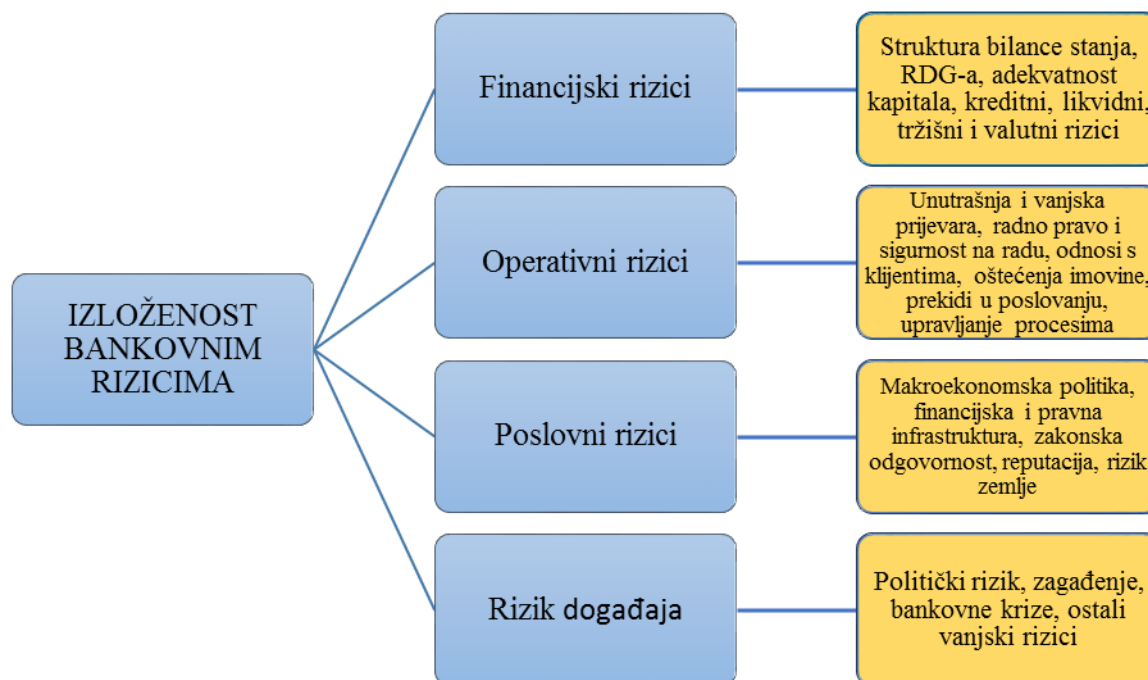 IZLOŽENOST
BANKOVNIM
RIZICIMA
Financijski rizici
Struktura bilance stanja,
RDG-a, adekvatnost
kapitala, kreditni, likvidni,
tržišni i valutni rizici
Operativni rizici
Unutrašnja i vanjska
prijevara, radno pravo i
sigurnost na radu, odnosi s
klijentima, oštećenja imovine,
prekidi u poslovanju,
upravljanje procesima
Poslovni rizici
Makroekonomska politika,
financijska i pravna
infrastruktura, zakonska
odgovornost, reputacija, rizik
zemlje
Rizik događaja
Politički rizik, zagađenje,
bankovne krize, ostali
vanjski rizici